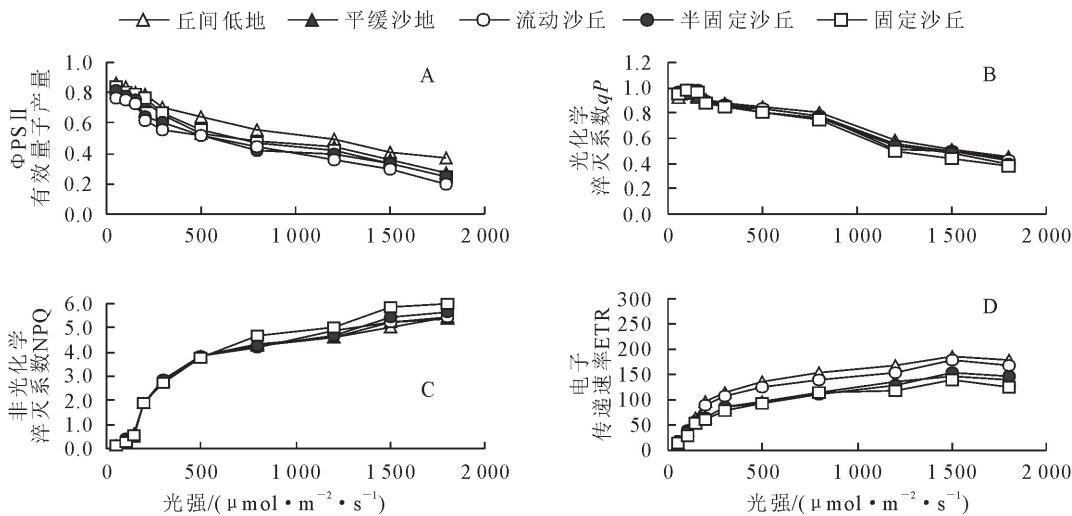 丘间低地 平缓沙地 流动沙丘 半固定沙丘 固定沙丘
A
ΦPSⅡ
有效量子产量
1.0
0.8
0.6
0.4
0.2
0.0
0 500 1 000 1 500 2 000
B
光化学
淬灭系数qP
1.2
1.0
0.8
0.6
0.4
0.2
0.0
0 500 1 000 1 500 2 000
C
非光化学
淬灭系数NPQ
6.0
5.0
4.0
3.0
2.0
1.0
0.0
0 500 1 000 1 500 2 000
光强/(μmol·m⁻²·s⁻¹)
D
电子
传递速率ETR
300
250
200
150
100
50
0
0 500 1 000 1 500 2 000
光强/(μmol·m⁻²·s⁻¹)